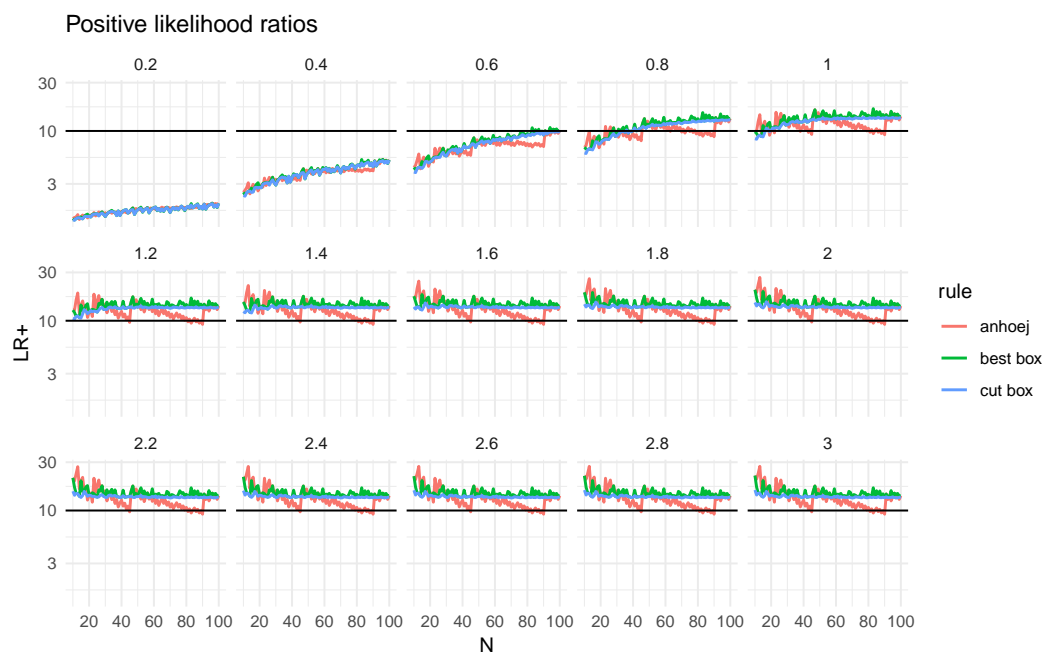 Positive likelihood ratios
0.2 0.4 0.6 0.8 1
30
10
3
1.2 1.4 1.6 1.8 2
30
10
3
2.2 2.4 2.6 2.8 3
30
10
3
20 40 60 80 100 20 40 60 80 100 20 40 60 80 100 20 40 60 80 100 20 40 60 80 100
N
LR+
rule
anhoej
best box
cut box